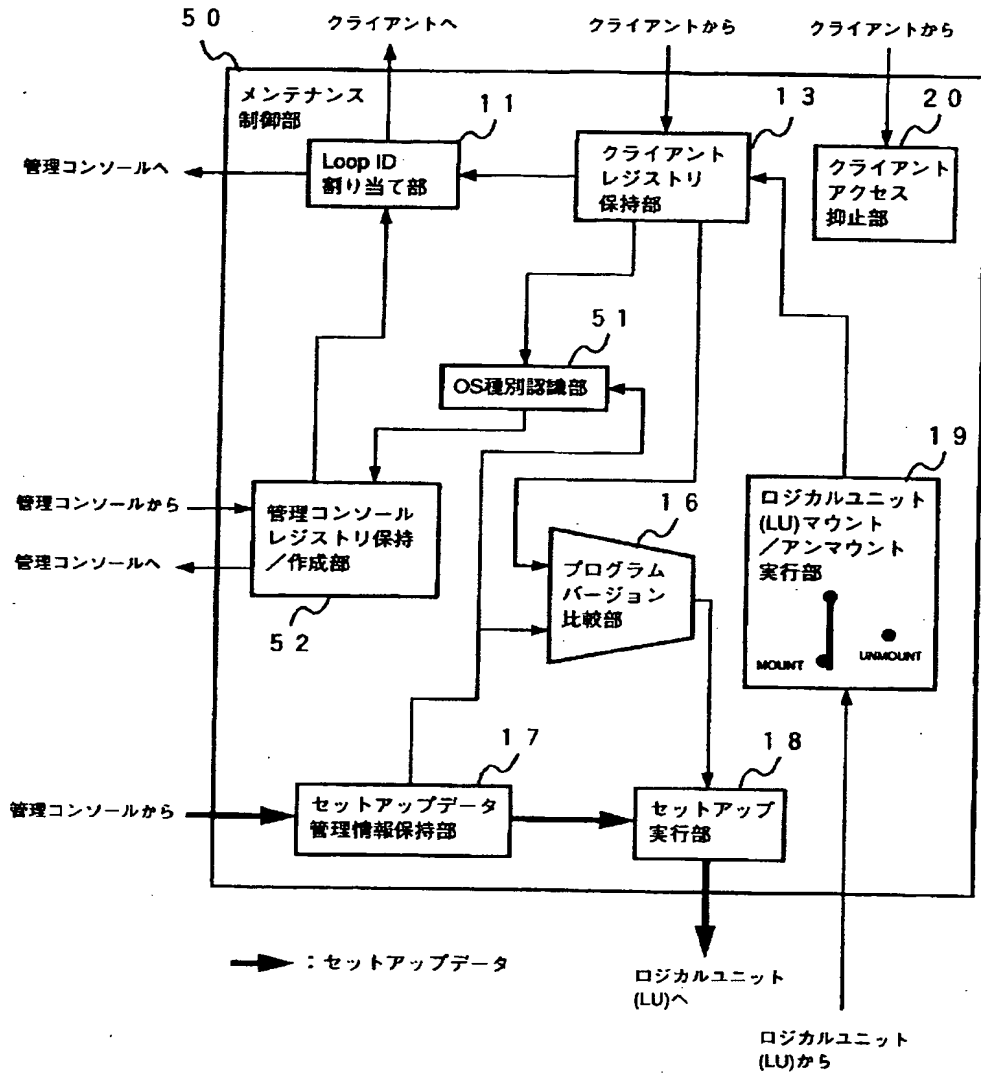 ５０
クライアントへ
クライアントから
クライアントから
メンテナンス
制御部
１１
１３
２０
管理コンソールへ
Loop ID
割り当て部
クライアント
レジストリ
保持部
クライアント
アクセス
抑止部
５１
OS種別認識部
１９
管理コンソールから
管理コンソールへ
管理コンソール
レジストリ保持
／作成部
５２
１６
プログラム
バージョン
比較部
ロジカルユニット
(LU)マウント
／アンマウント
実行部
MOUNT
UNMOUNT
１７
１８
管理コンソールから
セットアップデータ
管理情報保持部
セットアップ
実行部
：セットアップデータ
ロジカルユニット
(LU)へ
ロジカルユニット
(LU)から